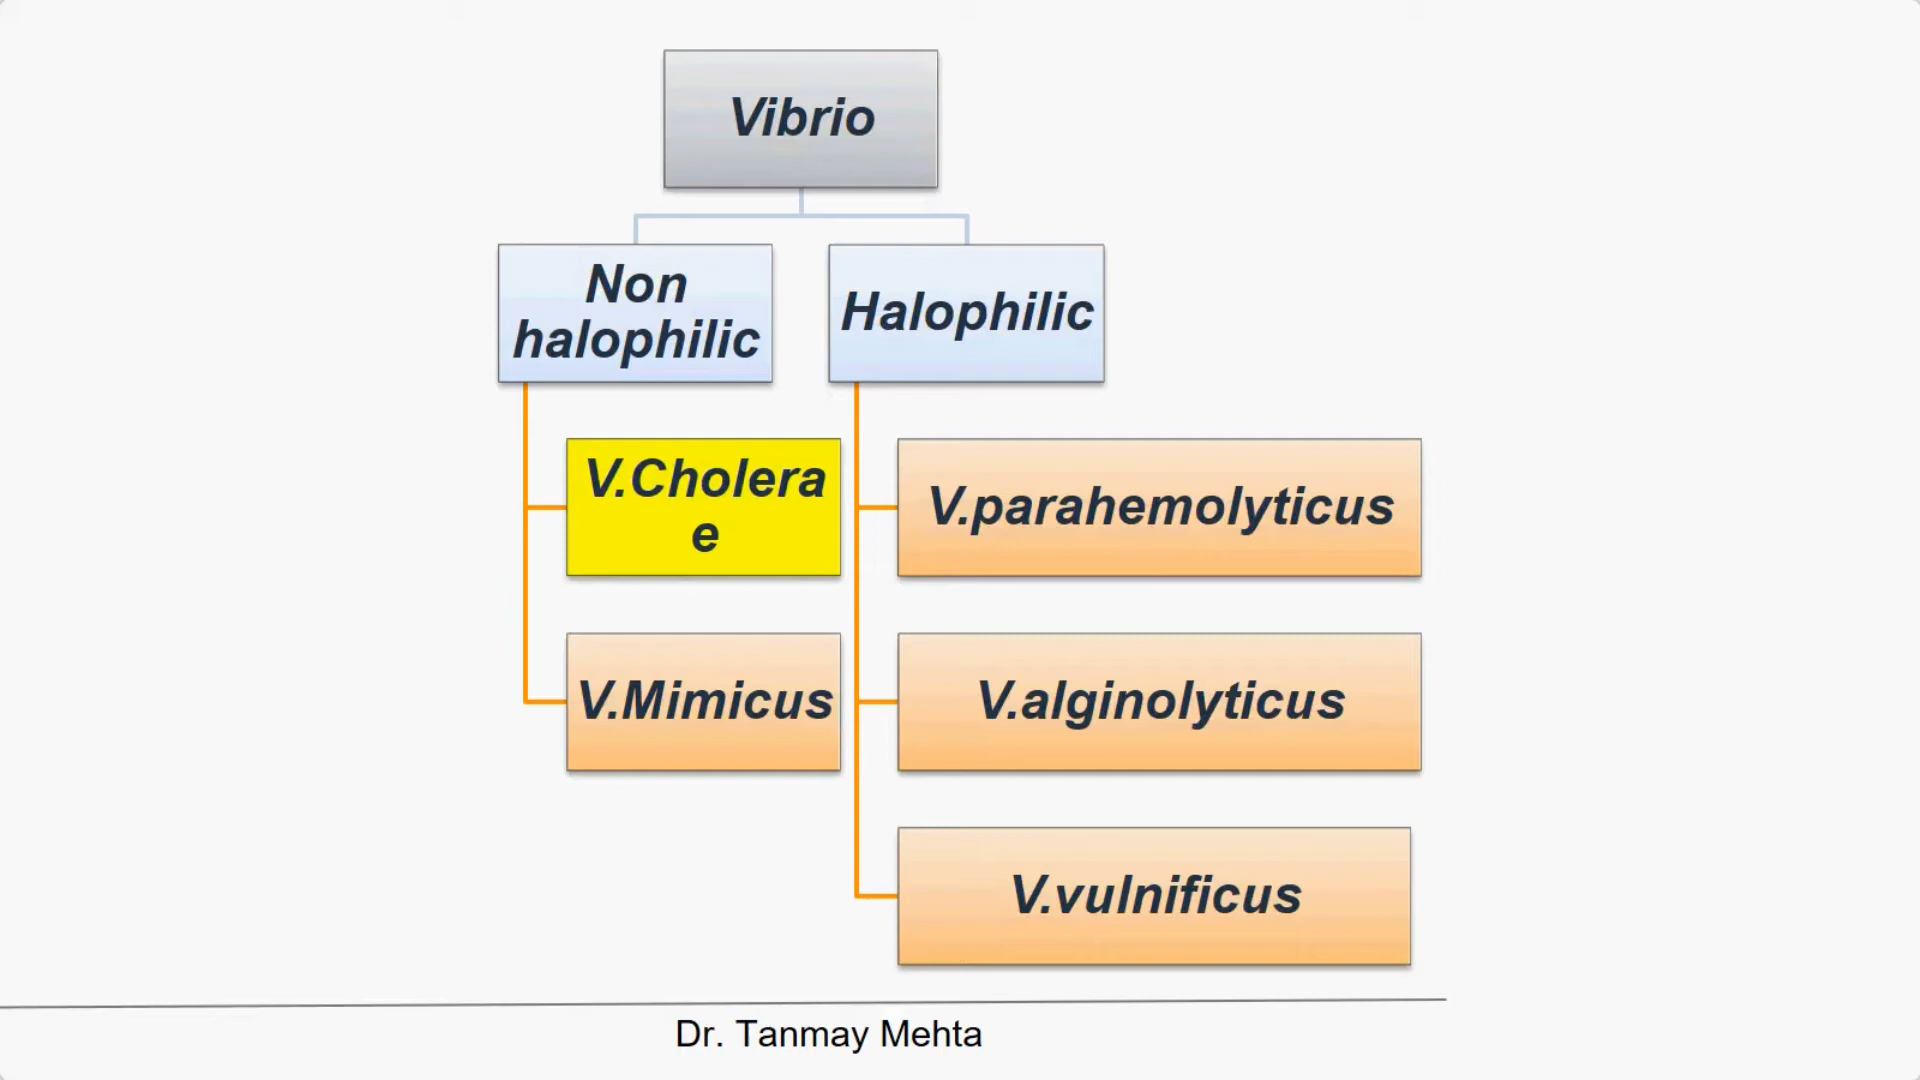 Vibrio
Non
halophilic
Halophilic
V.Cholera
e
V.parahemolyticus
V.Mimicus
V.alginolyticus
V.vulnificus
Dr. Tanmay Mehta